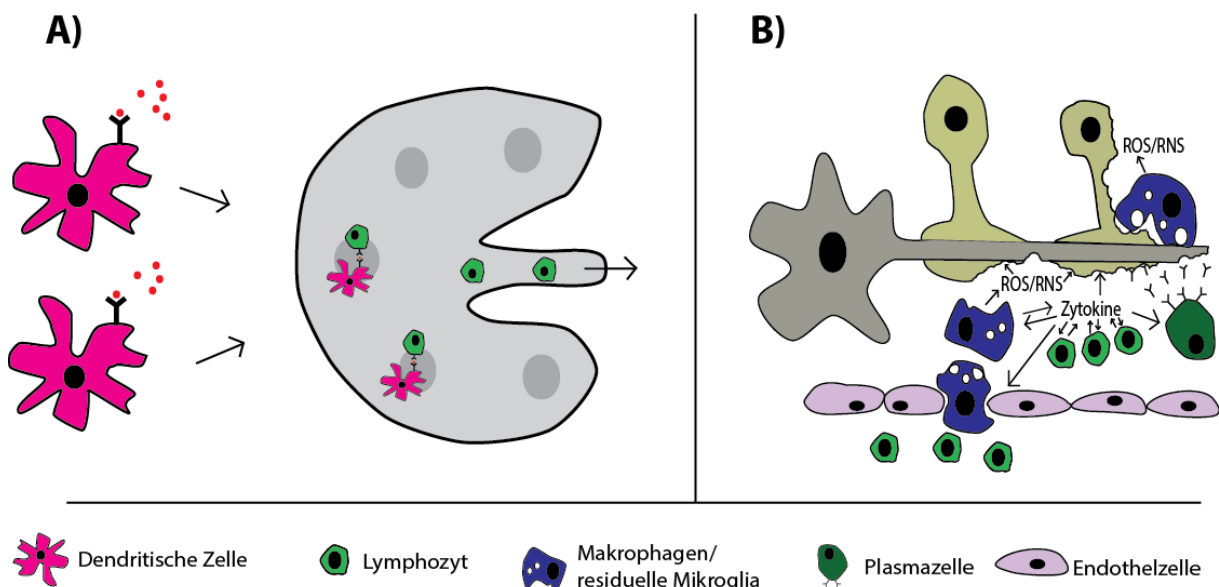 A)
B)
ROS/RNS
ROS/RNS
Zytokine
Dendritische Zelle
Lymphozyt
Makrophagen/
residuelle Mikroglia
Plasmazelle
Endothelzelle